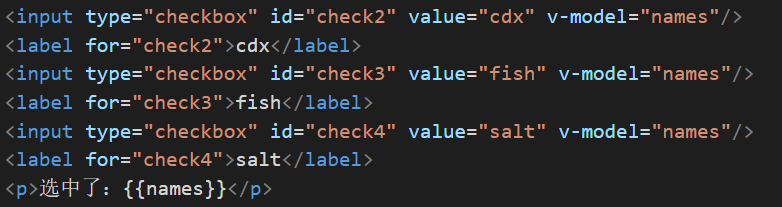 <input type="checkbox" id="check2" value="cdx" v-model="names"/>
<label for="check2">cdx</label>
<input type="checkbox" id="check3" value="fish" v-model="names"/>
<label for="check3">fish</label>
<input type="checkbox" id="check4" value="salt" v-model="names"/>
<label for="check4">salt</label>
<p>选中了：{{names}}</p>